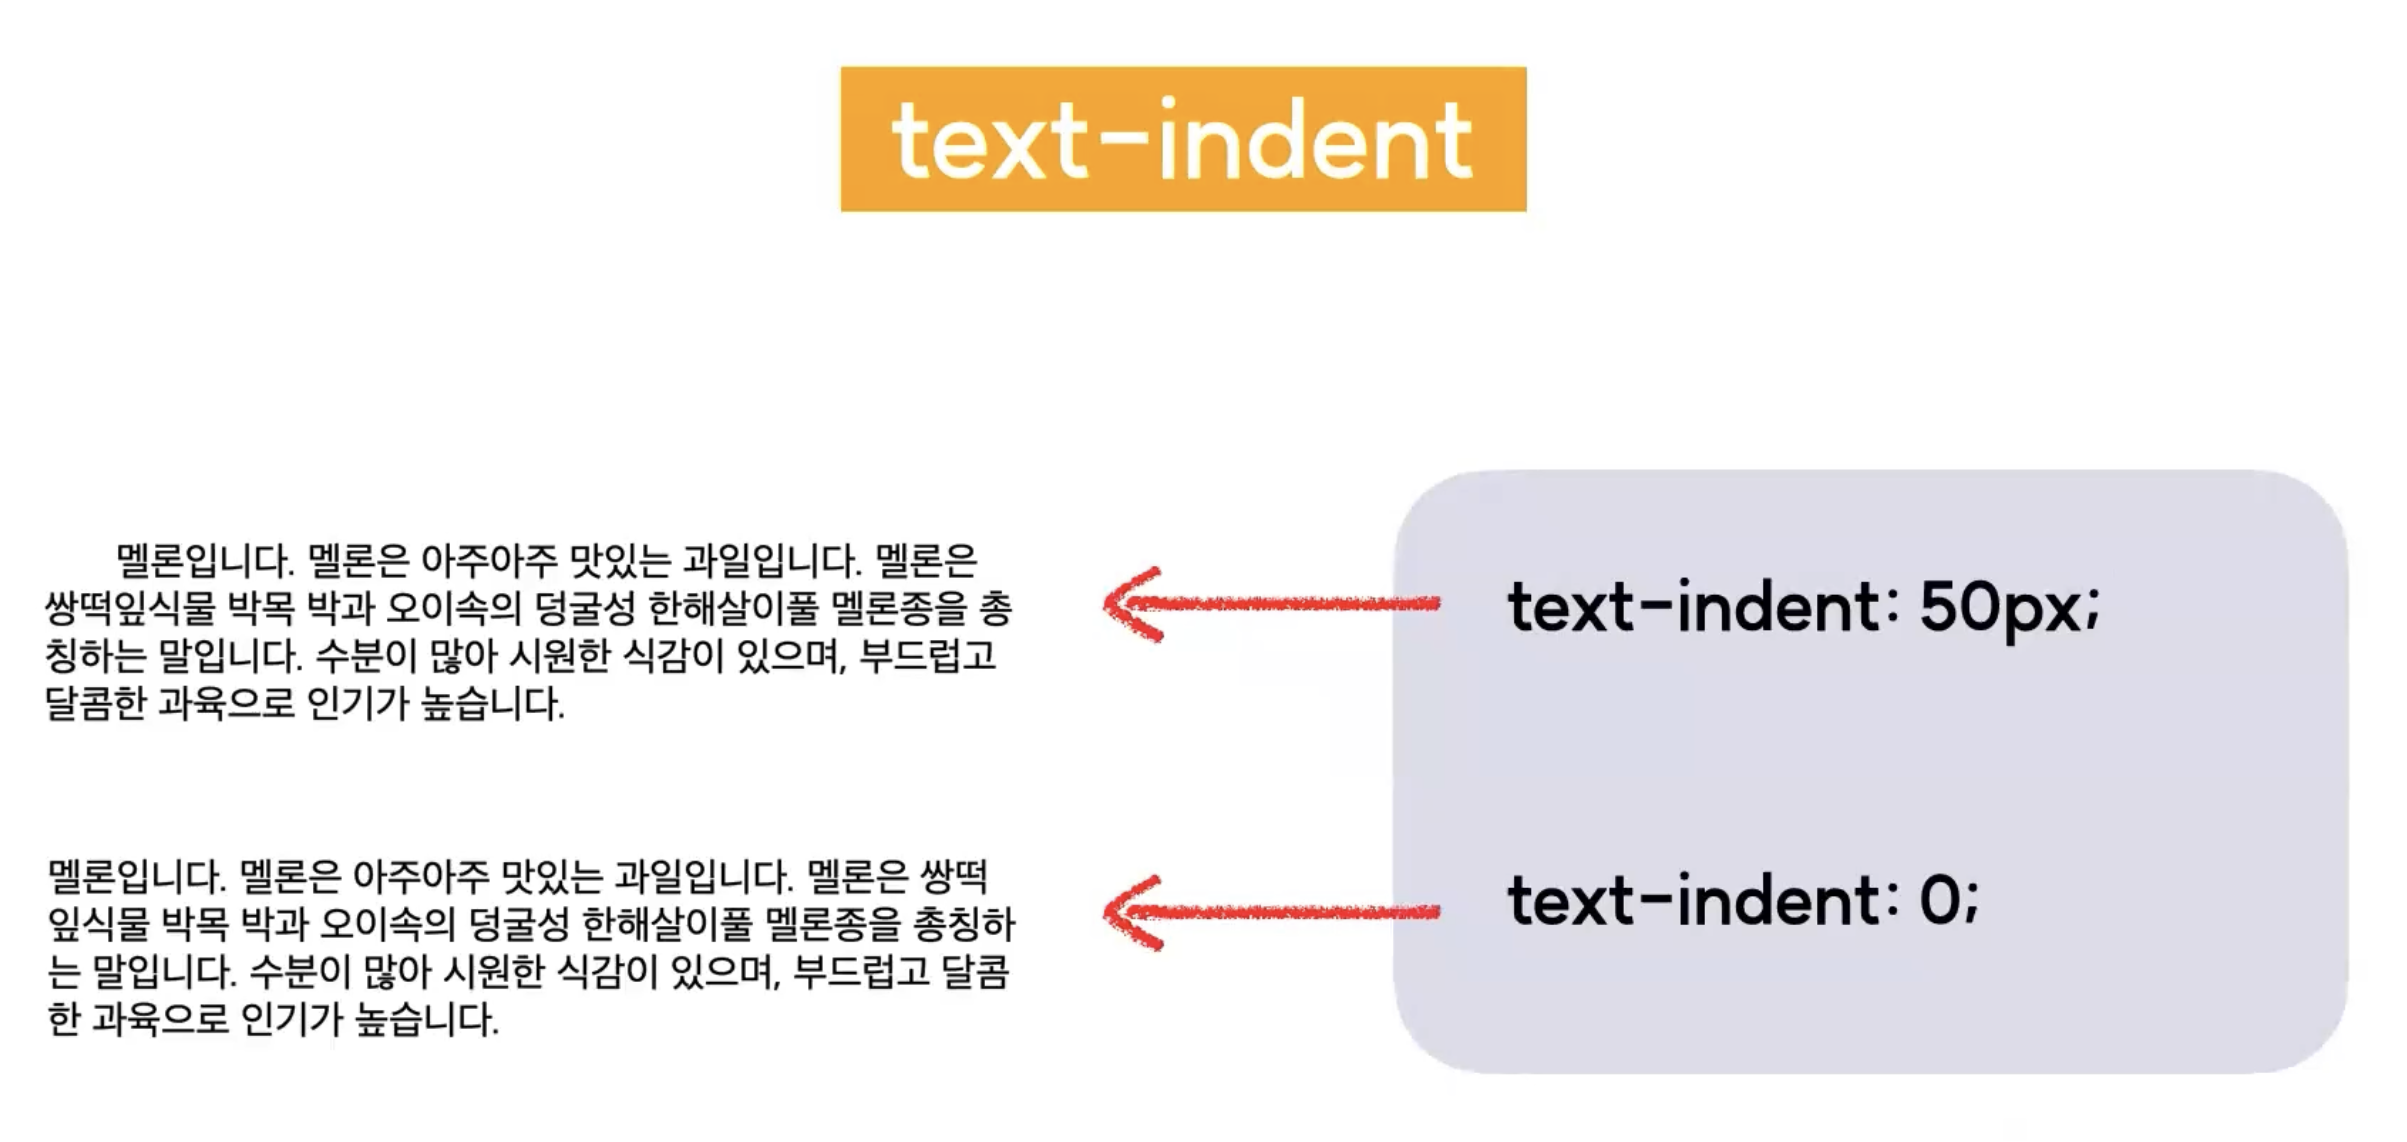 text-indent
멜론입니다. 멜론은 아주아주 맛있는 과일입니다. 멜론은
쌍떡잎식물 박목 박과 오이속의 덩굴성 한해살이풀 멜론종을 총
칭하는 말입니다. 수분이 많아 시원한 식감이 있으며, 부드럽고
달콤한 과육으로 인기가 높습니다.
text-indent: 50px;
멜론입니다. 멜론은 아주아주 맛있는 과일입니다. 멜론은 쌍떡
잎식물 박목 박과 오이속의 덩굴성 한해살이풀 멜론종을 총칭하
는 말입니다. 수분이 많아 시원한 식감이 있으며, 부드럽고 달콤
한 과육으로 인기가 높습니다.
text-indent: 0;